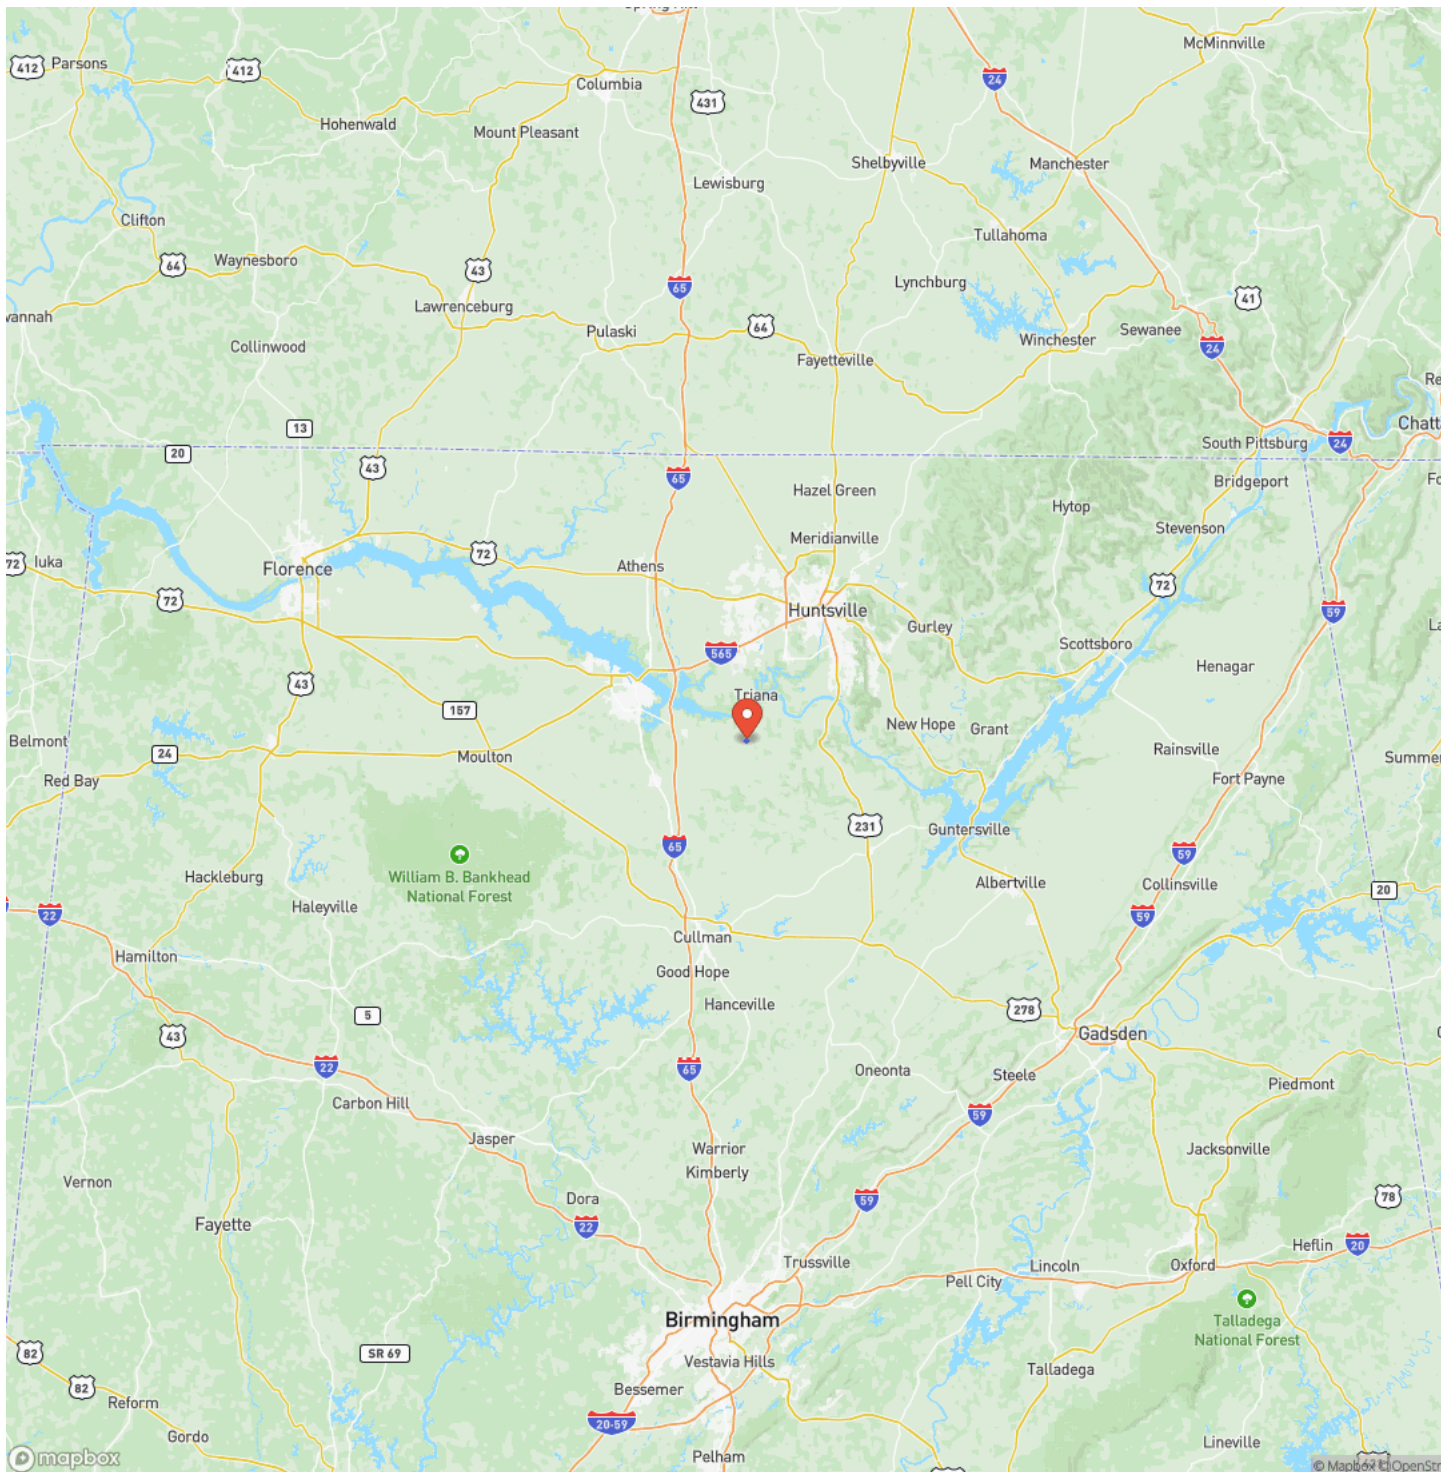 McMinnville
412
Parsons
412
24
Columbia
431
Hohenwald
Mount Pleasant
Shelbyville
Manchester
Lewisburg
Clifton
Tullahoma
Waynesboro
64
43
Lynchburg
65
41
Lawrenceburg
vannah
64
Pulaski
Sewanee
Winchester
Collinwood
24
Fayetteville
Re
13
Chatt
South Pittsburg
24
20
43
65
Bridgeport
Fo
Hazel Green
Hytop
Stevenson
Meridianville
72
72
Iuka
Athens
Florence
72
72
Huntsville
59
Gurley
La
Scottsboro
565
Henagar
43
Triana
157
New Hope
Grant
Belmont
24
Rainsville
Moulton
Summer
Red Bay
Fort Payne
231
Guntersville
65
59
William B. Bankhead
National Forest
Hackleburg
Albertville
Collinsville
20
Haleyville
22
59
Cullman
Hamilton
Good Hope
Hanceville
278
5
43
Gadsden
22
65
Oneonta
Steele
Piedmont
Carbon Hill
59
Jasper
Warrior
Jacksonville
Kimberly
Vernon
78
Dora
59
Fayette
22
Heflin
20
Trussville
Lincoln
Oxford
Pell City
Birmingham
Talladega
National Forest
82
SR 69
Vestavia Hills
Talladega
82
Bessemer
Reform
20-59
Gordo
Lineville
Pelham
mapbox
© Mapbox © OpenStr